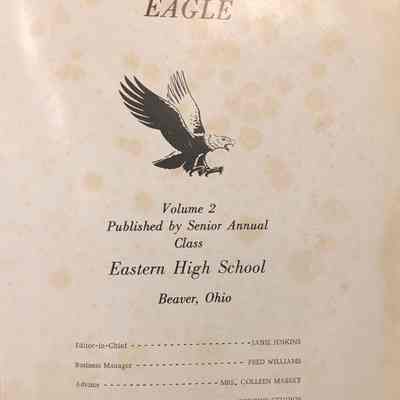 EAGLE
Volume 2
Published by Senior Annual
Class
Eastern High School
Beaver, Ohio
Editor-in-Chief - - - - - - - - - - - - - - - - - - - JENKINS
Business Manager - - - - - - - - - - - - - - - - - FRED WILLIAMS
Advisor - - - - - - - - - - - - - - - - - MRS. COLLEEN MASSEY
STUDIOS